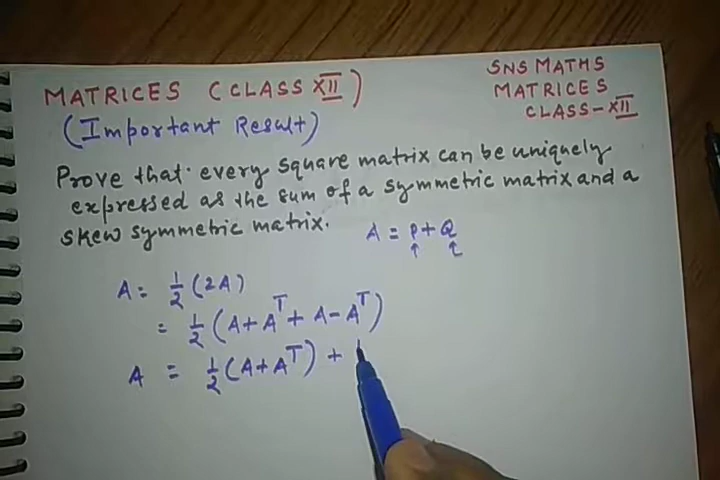 MATRICES (CLASS XII)
(Important Result)
SNS MATHS
MATRICES
CLASS-XII
Prove that every square matrix can be uniquely
expressed as the sum of a symmetric matrix and a
skew symmetric matrix.
A = P + Q
↑ ↑
A = 1/2 (2A)
= 1/2 (A + A^T + A - A^T)
A = 1/2 (A + A^T) +